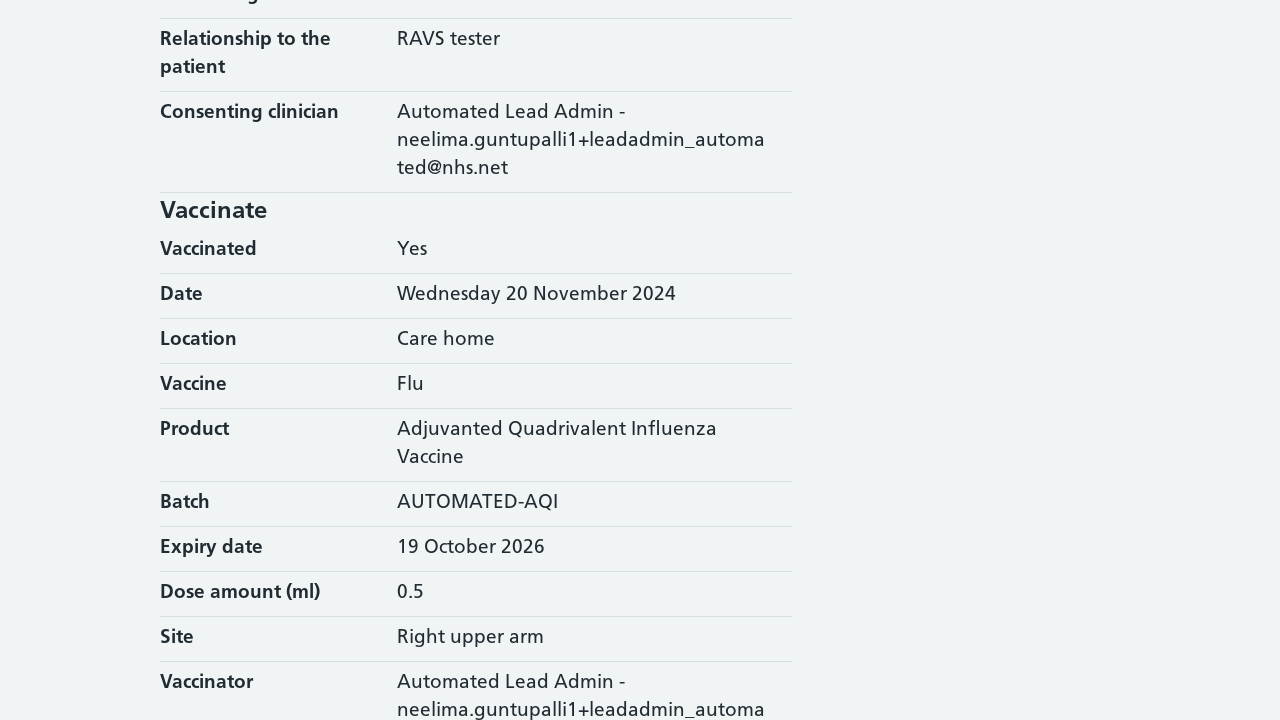 Relationship to the
patient
RAVS tester
Consenting clinician
Automated Lead Admin -
neelima.guntupalli1+leadadmin_automa
ted@nhs.net
Vaccinate
Vaccinated
Yes
Date
Wednesday 20 November 2024
Location
Care home
Vaccine
Flu
Product
Adjuvanted Quadrivalent Influenza
Vaccine
Batch
AUTOMATED-AQI
Expiry date
19 October 2026
Dose amount (ml)
0.5
Site
Right upper arm
Vaccinator
Automated Lead Admin -
neelima.guntupalli1+leadadmin_automa